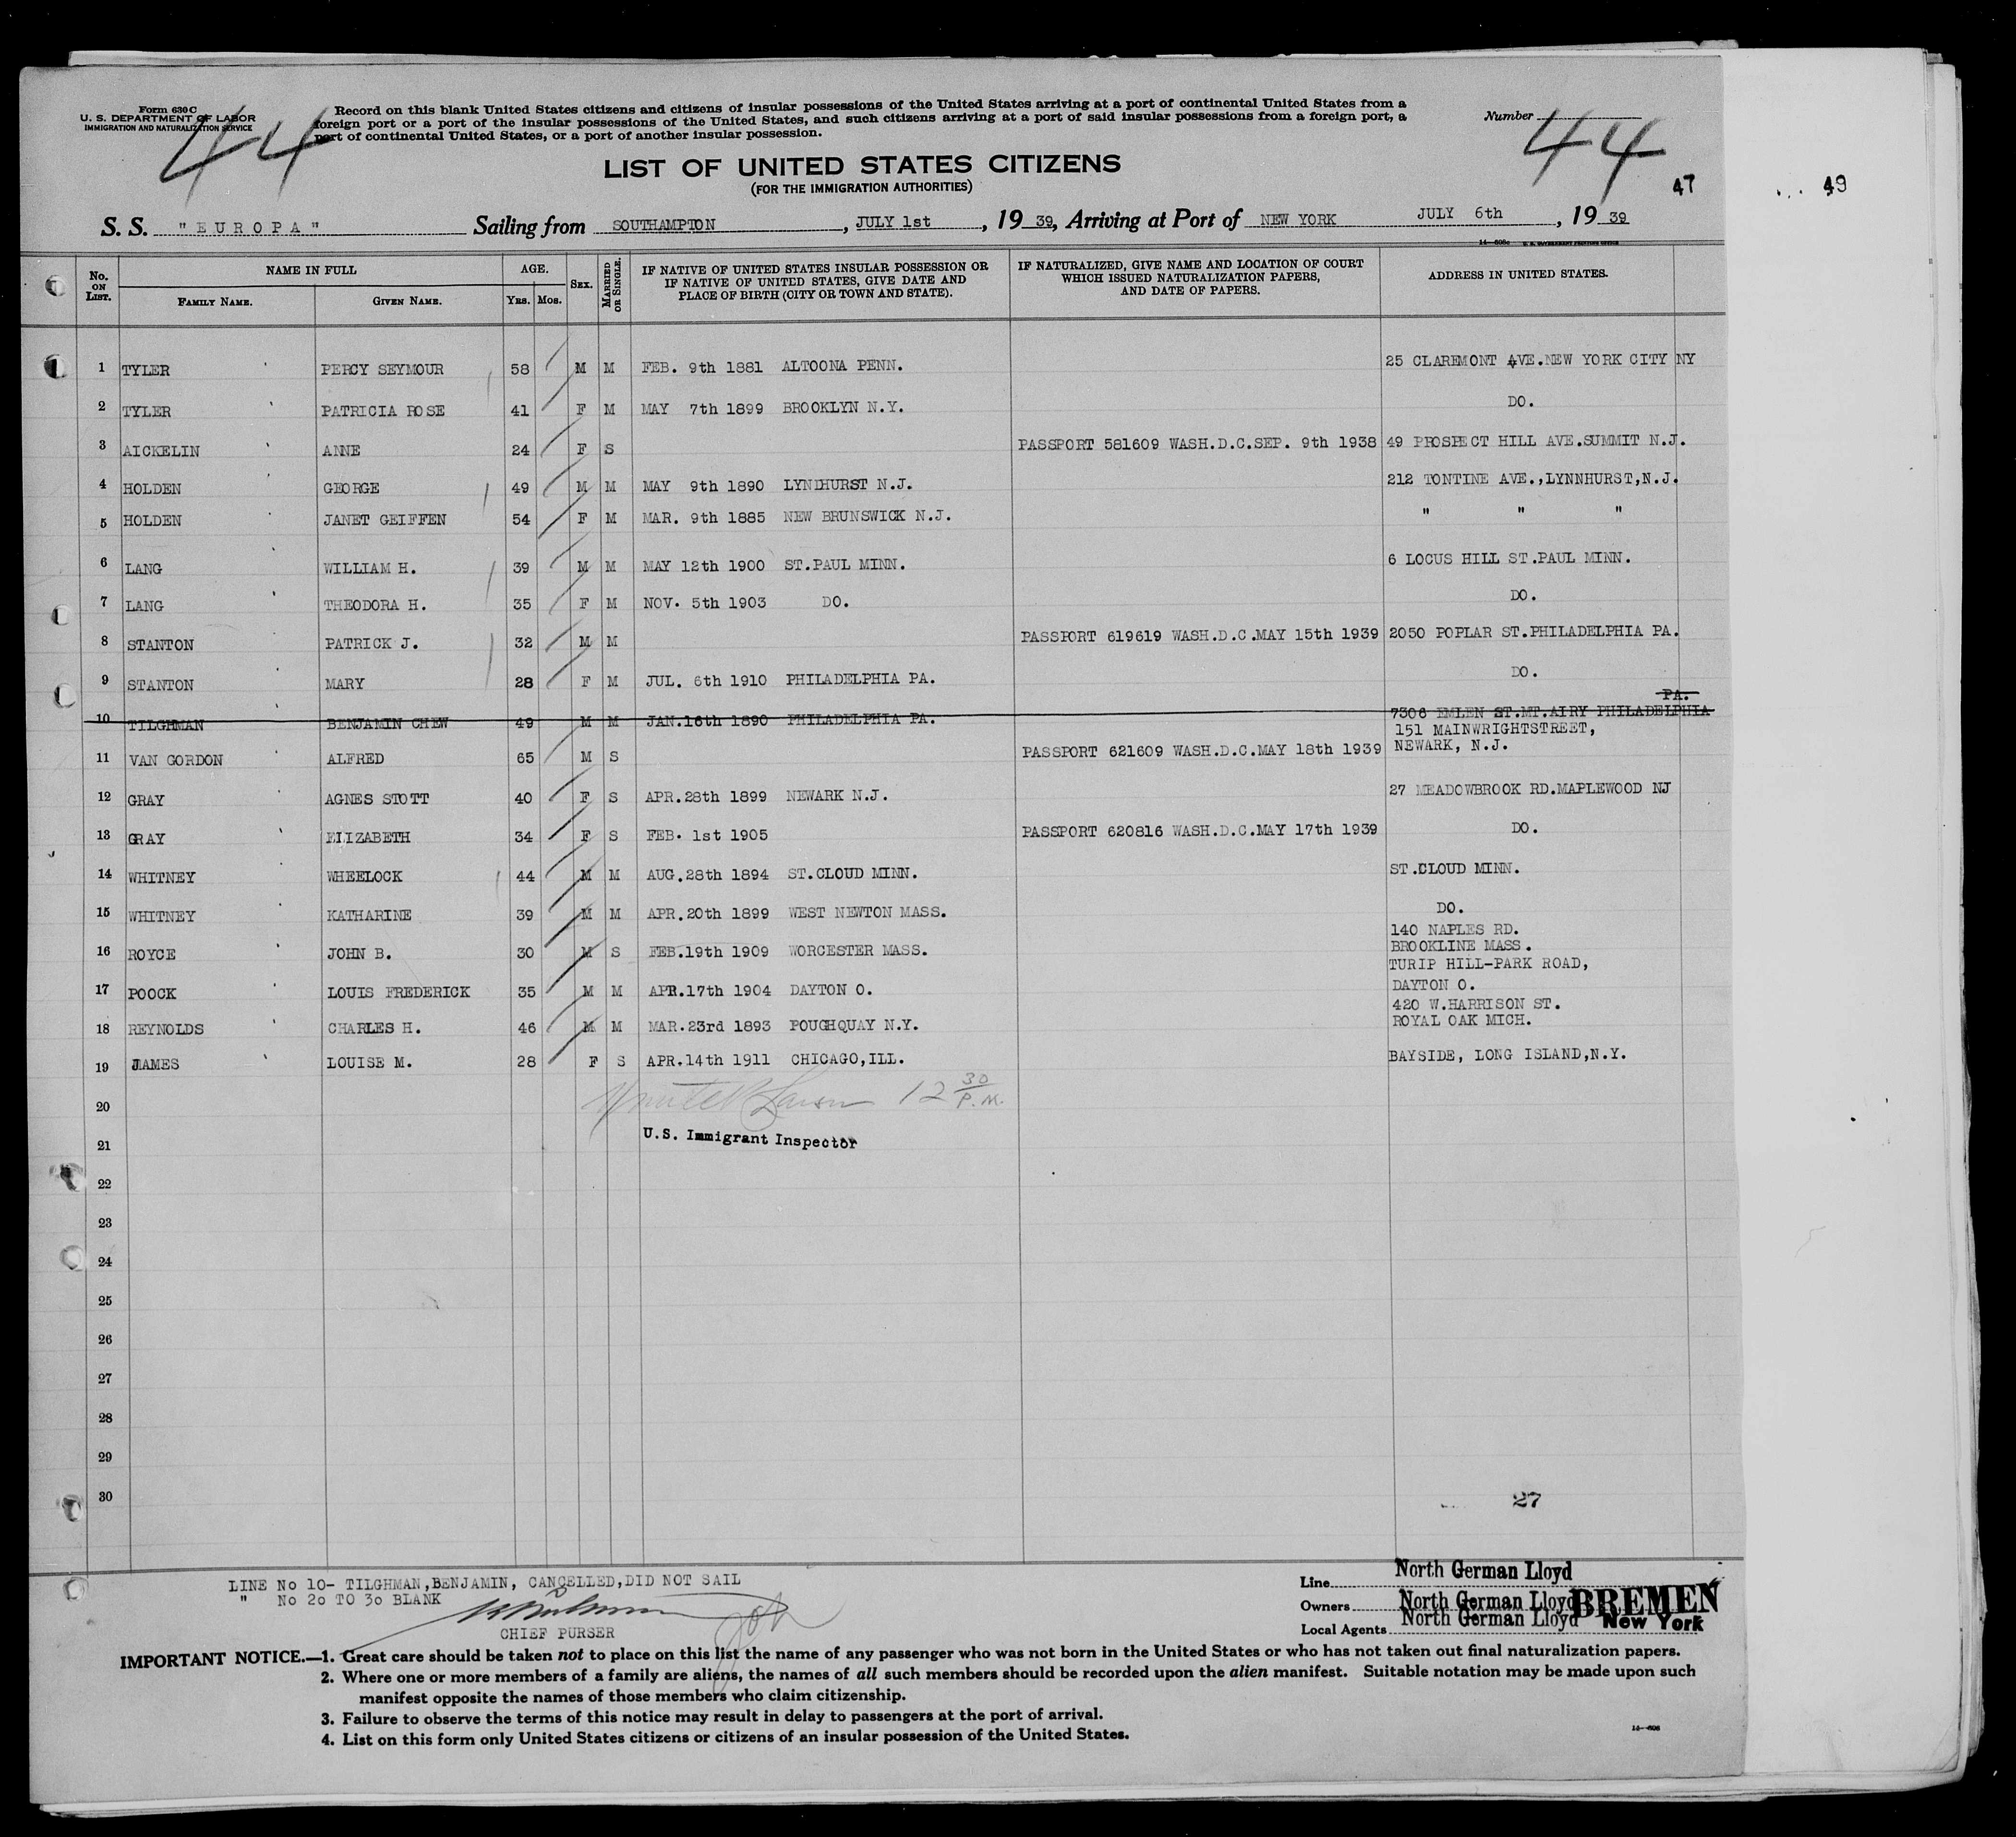 Form 630 C
U. S. DEPARTMENT OF LABOR
IMMIGRATION AND NATURALIZATION SERVICE
44
Record on this blank United States citizens and citizens of insular possessions of the United States arriving at a port of continental United States from a
foreign port or a port of the insular possessions of the United States, and such citizens arriving at a port of said insular possessions from a foreign port, a
port of continental United States, or a port of another insular possession.
Number
44
47
49
LIST OF UNITED STATES CITIZENS
(FOR THE IMMIGRATION AUTHORITIES)
S. S. "EUROPA" Sailing from SOUTHAMPTON, JULY 1st, 19 39, Arriving at Port of NEW YORK JULY 6th, 19 39
No. ON LIST. NAME IN FULL FAMILY NAME. GIVEN NAME. AGE. YRS. MOS. SEX. MARRIED OR SINGLE. IF NATIVE OF UNITED STATES INSULAR POSSESSION OR IF NATIVE OF UNITED STATES, GIVE DATE AND PLACE OF BIRTH (CITY OR TOWN AND STATE). IF NATURALIZED, GIVE NAME AND LOCATION OF COURT WHICH ISSUED NATURALIZATION PAPERS, AND DATE OF PAPERS. ADDRESS IN UNITED STATES.
1 TYLER PERCY SEYMOUR 58 M M FEB. 9th 1881 ALTOONA PENN. 25 CLAREMONT AVE.NEW YORK CITY NY
2 TYLER PATRICIA ROSE 41 F M MAY 7th 1899 BROOKLYN N.Y. DO.
3 AICKELIN ANNE 24 F S PASSPORT 581609 WASH.D.C.SEP. 9th 1938 49 PROSPECT HILL AVE.SUMMIT N.J.
4 HOLDEN GEORGE 49 M M MAY 9th 1890 LYNDHURST N.J. 212 TONTINE AVE.,LYNNHURST,N.J.
5 HOLDEN JANET GEIFFEN 54 F M MAR. 9th 1885 NEW BRUNSWICK N.J. " " "
6 LANG WILLIAM H. 39 M M MAY 12th 1900 ST.PAUL MINN. 6 LOCUS HILL ST.PAUL MINN.
7 LANG THEODORA H. 35 F M NOV. 5th 1903 DO. DO.
8 STANTON PATRICK J. 32 M M PASSPORT 619619 WASH.D.C.MAY 15th 1939 2050 POPLAR ST.PHILADELPHIA PA.
9 STANTON MARY 28 F M JUL. 6th 1910 PHILADELPHIA PA. DO.
PA.
10 TILGHMAN BENJAMIN CHEW 49 M M JAN.16th 1890 PHILADELPHIA PA. 7306 EMLEN ST.MT.AIRY PHILADELPHIA
151 MAINWRIGHTSTREET,
11 VAN GORDON ALFRED 65 M S PASSPORT 621609 WASH.D.C.MAY 18th 1939 NEWARK, N.J.
12 GRAY AGNES STOTT 40 F S APR.28th 1899 NEWARK N.J. 27 MEADOWBROOK RD.MAPLEWOOD NJ
13 GRAY ELIZABETH 34 F S FEB. 1st 1905 PASSPORT 620816 WASH.D.C.MAY 17th 1939 DO.
14 WHITNEY WHEELOCK 44 M M AUG.28th 1894 ST.CLOUD MINN. ST.CLOUD MINN.
15 WHITNEY KATHARINE 39 M M APR.20th 1899 WEST NEWTON MASS. DO.
140 NAPLES RD.
16 ROYCE JOHN B. 30 M S FEB.19th 1909 WORCESTER MASS. BROOKLINE MASS.
TURIP HILL-PARK ROAD,
17 POOCK LOUIS FREDERICK 35 M M APR.17th 1904 DAYTON O. DAYTON O.
420 W.HARRISON ST.
18 REYNOLDS CHARLES H. 46 M M MAR.23rd 1893 POUGHQUAY N.Y. ROYAL OAK MICH.
19 JAMES LOUISE M. 28 F S APR.14th 1911 CHICAGO,ILL. BAYSIDE, LONG ISLAND,N.Y.
12 30 P.M.
20
U.S. Immigrant Inspector
21
22
23
24
25
26
27
28
29
30
27
LINE No 10- TILGHMAN,BENJAMIN, CANCELLED,DID NOT SAIL
" No 20 TO 30 BLANK
CHIEF PURSER
Line North German Lloyd
Owners North German Lloyd BREMEN
Local Agents North German Lloyd New York
IMPORTANT NOTICE.—1. Great care should be taken not to place on this list the name of any passenger who was not born in the United States or who has not taken out final naturalization papers.
2. Where one or more members of a family are aliens, the names of all such members should be recorded upon the alien manifest. Suitable notation may be made upon such
manifest opposite the names of those members who claim citizenship.
3. Failure to observe the terms of this notice may result in delay to passengers at the port of arrival.
4. List on this form only United States citizens or citizens of an insular possession of the United States.